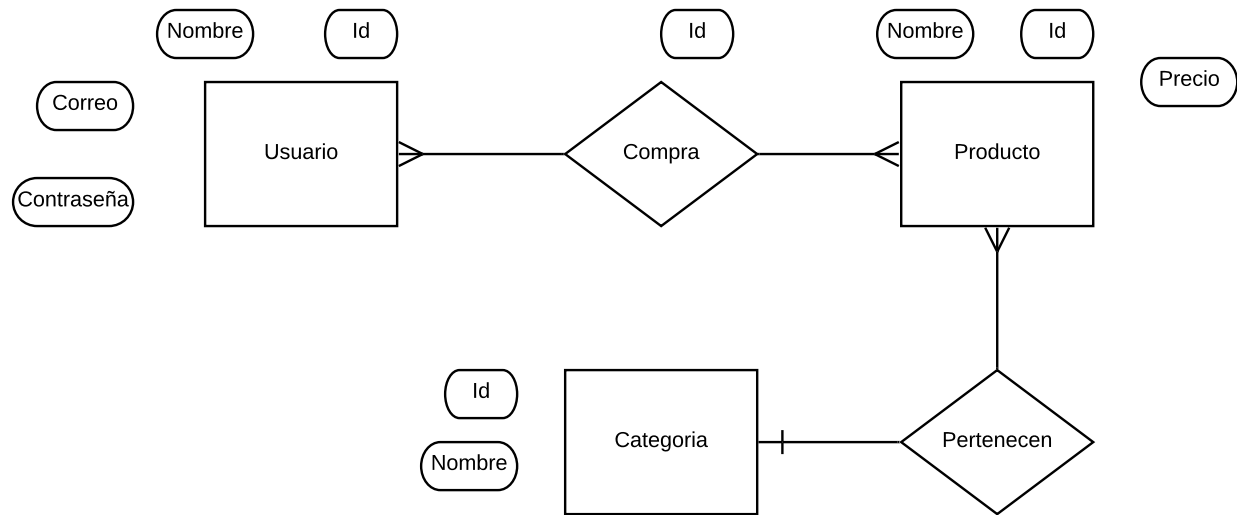 Nombre
Id
Id
Nombre
Id
Precio
Correo
Usuario
Compra
Producto
Contraseña
Id
Nombre
Categoria
Pertenecen